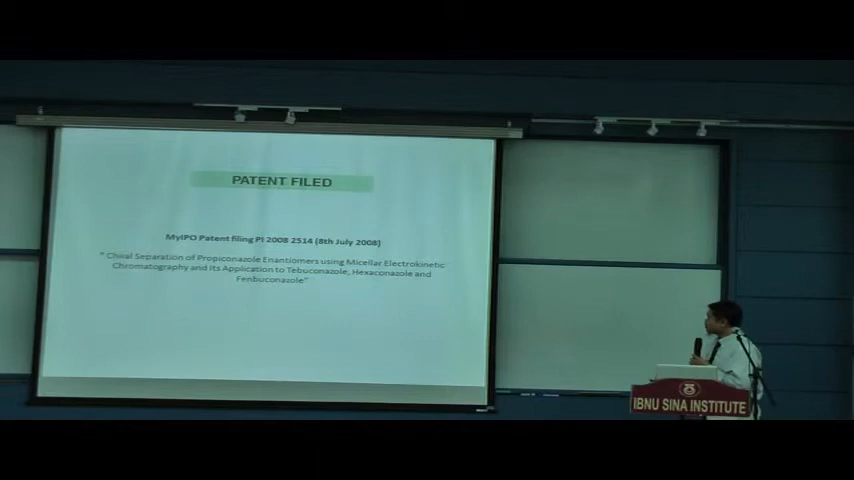 PATENT FILED
MyIPO Patent filing PI 2008 2514 (8th July 2008)
" Chiral Separation of Propiconazole Enantiomers using Micellar Electrokinetic
Chromatography and Its Application to Tebuconazole, Hexaconazole and
Fenbuconazole"
IBNU SINA INSTITUTE